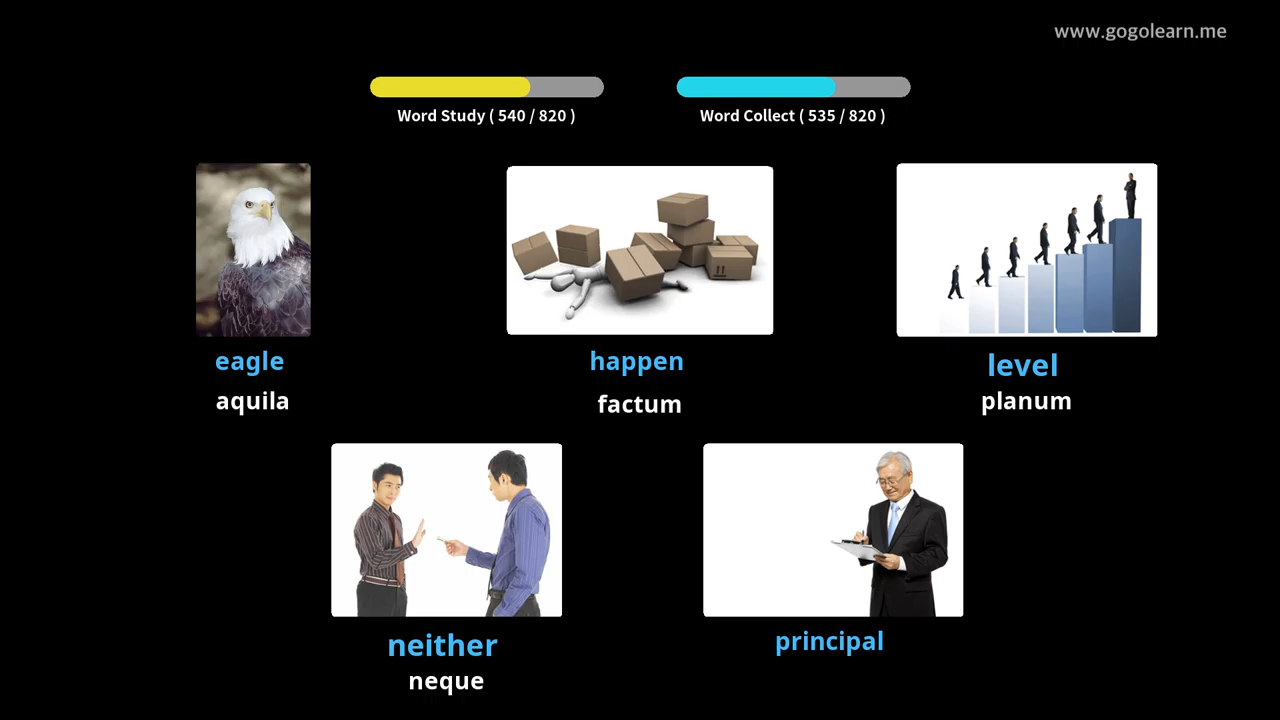 www.gogolearn.me
Word Study ( 540 / 820 )
Word Collect ( 535 / 820 )
eagle
aquila
happen
factum
level
planum
neither
neque
principal